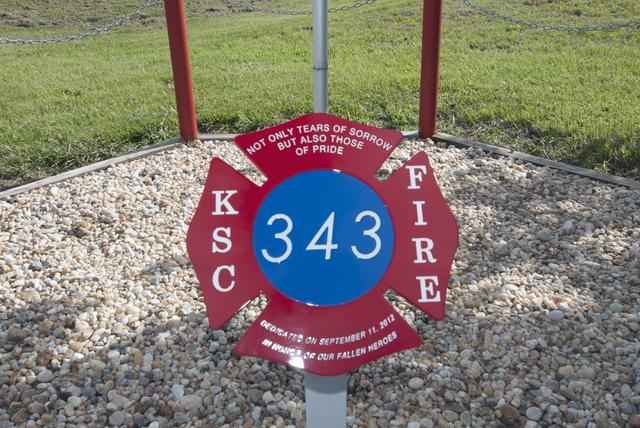 NOT ONLY TEARS OF SORROW
BUT ALSO THOSE
OF PRIDE
KSC
343
FIRE
DEDICATED ON SEPTEMBER 11, 2012
IN HONOR OF OUR FALLEN HEROES